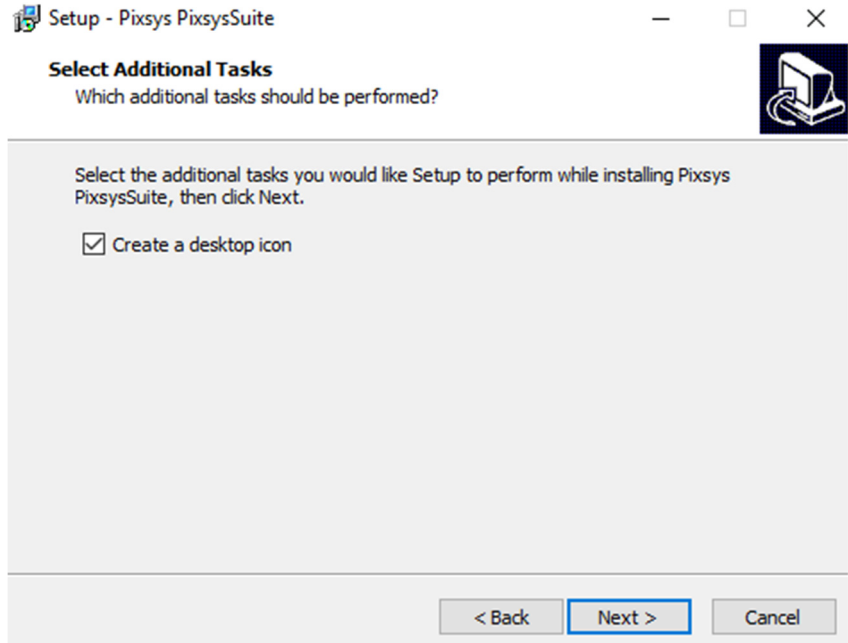 Setup - Pixsys PixsysSuite
Select Additional Tasks
Which additional tasks should be performed?
Select the additional tasks you would like Setup to perform while installing Pixsys
PixsysSuite, then click Next.
Create a desktop icon
< Back
Next >
Cancel